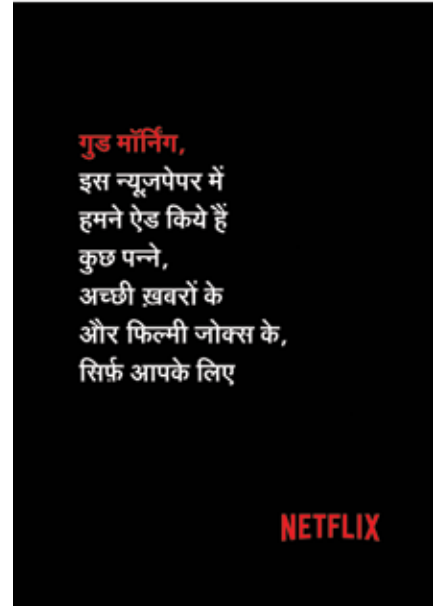 गुड मॉर्निंग,
इस न्यूज़पेपर में
हमने ऐड किये हैं
कुछ पन्ने,
अच्छी ख़बरों के
और फिल्मी जोक्स के,
सिर्फ़ आपके लिए
NETFLIX